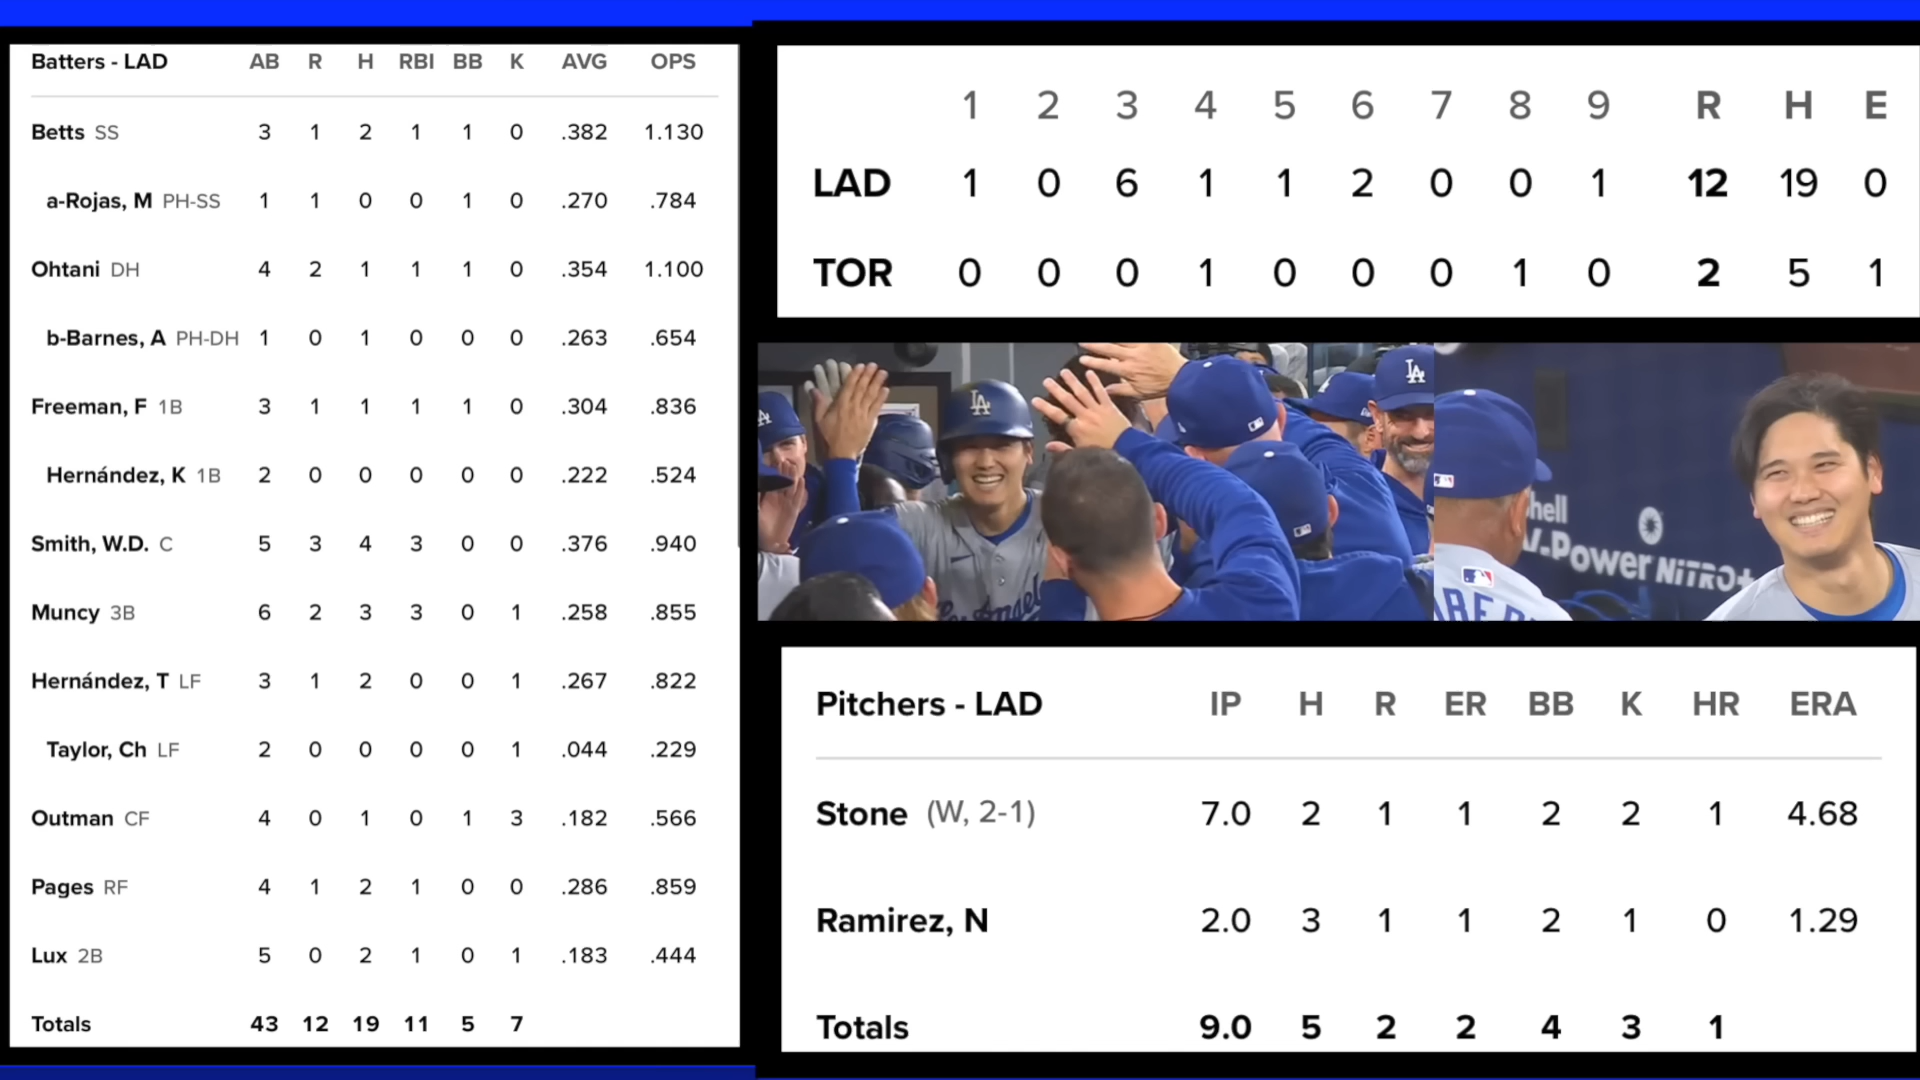 Batters - LAD AB R H RBI BB K AVG OPS
Betts SS 3 1 2 1 1 0 .382 1.130
a-Rojas, M PH-SS 1 1 0 0 1 0 .270 .784
Ohtani DH 4 2 1 1 1 0 .354 1.100
b-Barnes, A PH-DH 1 0 1 0 0 0 .263 .654
Freeman, F 1B 3 1 1 1 1 0 .304 .836
Hernández, K 1B 2 0 0 0 0 0 .222 .524
Smith, W.D. C 5 3 4 3 0 0 .376 .940
Muncy 3B 6 2 3 3 0 1 .258 .855
Hernández, T LF 3 1 2 0 0 1 .267 .822
Taylor, Ch LF 2 0 0 0 0 1 .044 .229
Outman CF 4 0 1 0 1 3 .182 .566
Pages RF 4 1 2 1 0 0 .286 .859
Lux 2B 5 0 2 1 0 1 .183 .444
Totals 43 12 19 11 5 7
1 2 3 4 5 6 7 8 9 R H E
LAD 1 0 6 1 1 2 0 0 1 12 19 0
TOR 0 0 0 1 0 0 0 1 0 2 5 1
LA
LA
LA
Los Angel
hell
V-Power NiTRO+
BE
Pitchers - LAD IP H R ER BB K HR ERA
Stone (W, 2-1) 7.0 2 1 1 2 2 1 4.68
Ramirez, N 2.0 3 1 1 2 1 0 1.29
Totals 9.0 5 2 2 4 3 1